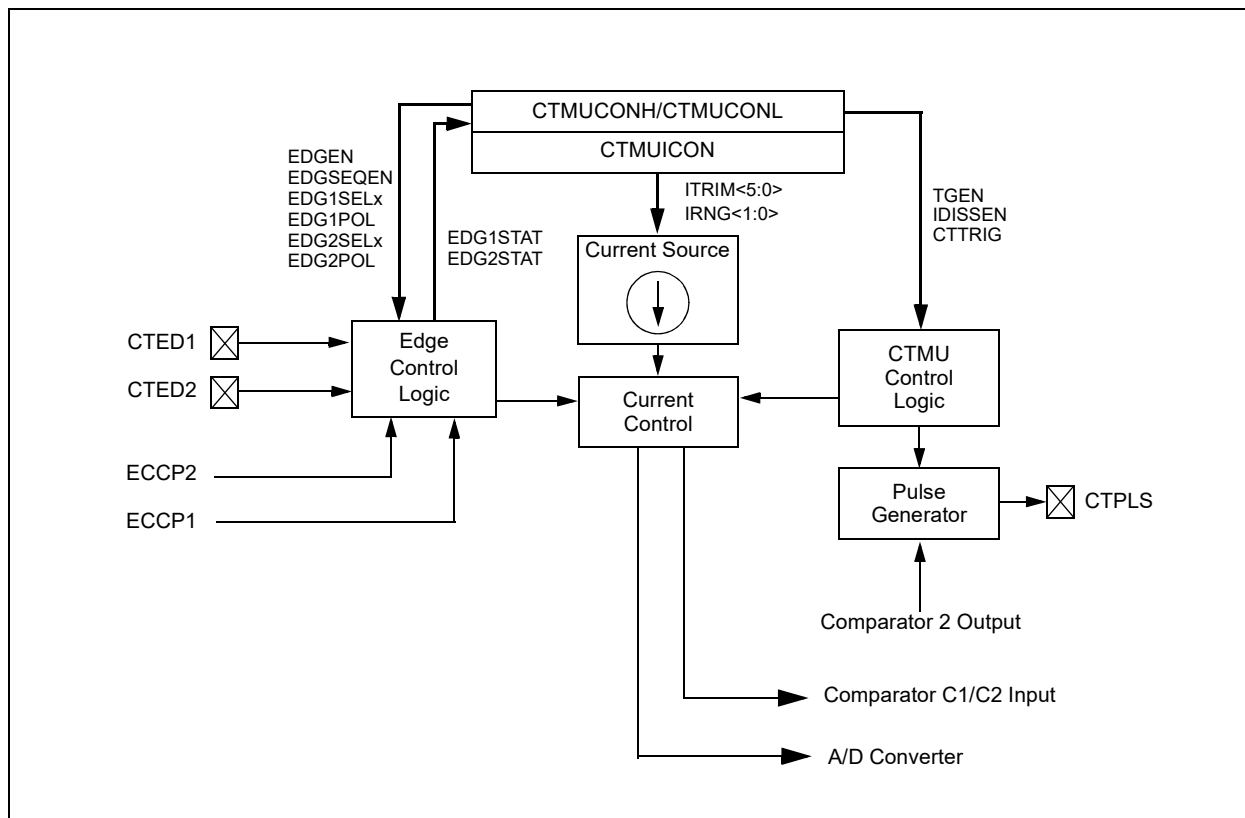 CTMUCONH/CTMUCONL
CTMUICON
EDGEN
EDGSEQEN
EDG1SELx
EDG1POL
EDG2SELx
EDG2POL
EDG1STAT
EDG2STAT
ITRIM<5:0>
IRNG<1:0>
TGEN
IDISSEN
CTTRIG
Current Source
CTED1
CTED2
Edge
Control
Logic
Current
Control
CTMU
Control
Logic
ECCP2
ECCP1
Pulse
Generator
CTPLS
Comparator 2 Output
Comparator C1/C2 Input
A/D Converter